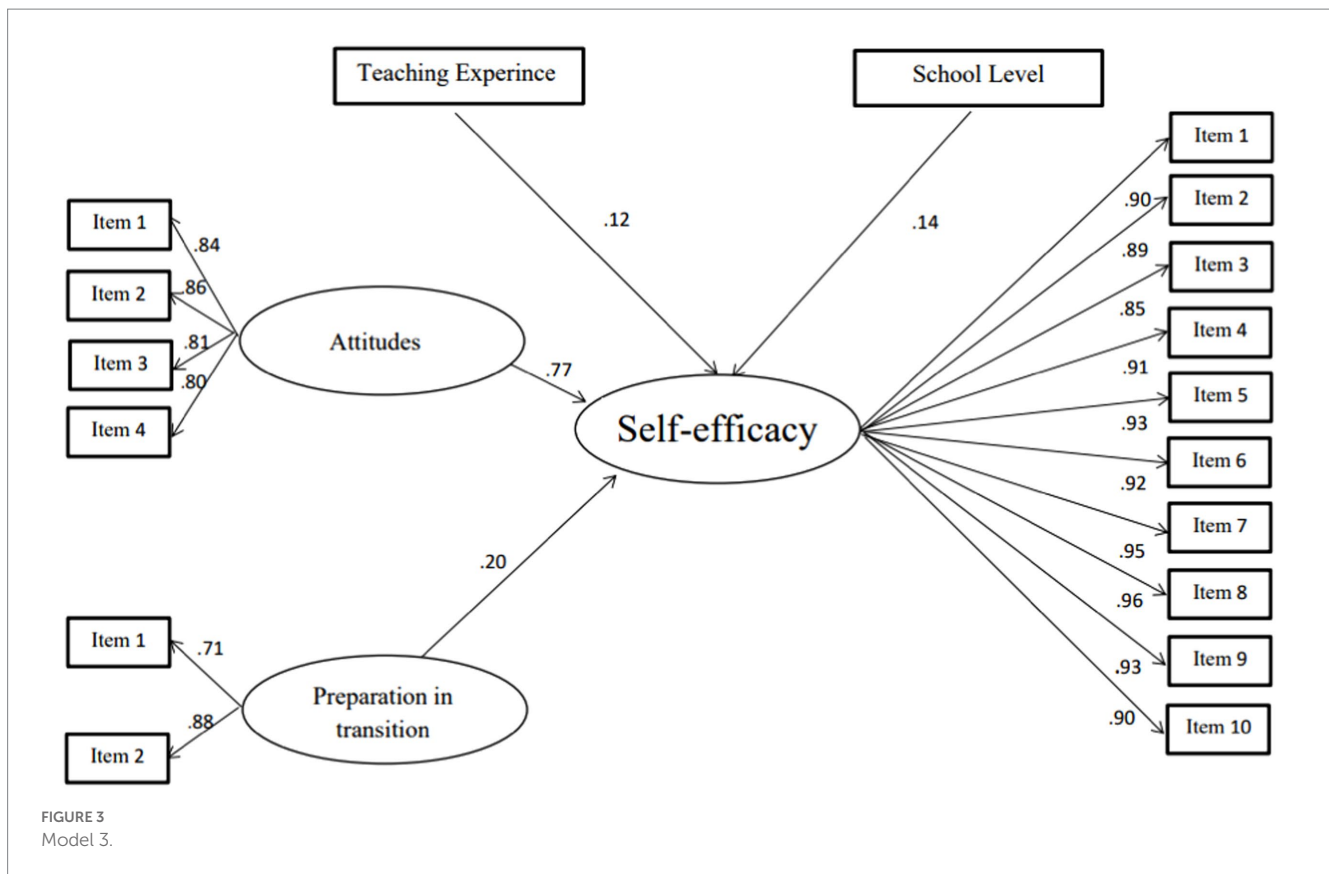 Teaching Experince
School Level
Item 1
Item 2
Item 3
Item 4
.84
.86
.81
.80
Attitudes
.77
.12
.14
Self-efficacy
.20
Item 1
Item 2
.71
.88
Preparation in
transition
.90
.89
.85
.91
.93
.92
.95
.96
.93
.90
Item 1
Item 2
Item 3
Item 4
Item 5
Item 6
Item 7
Item 8
Item 9
Item 10
FIGURE 3
Model 3.